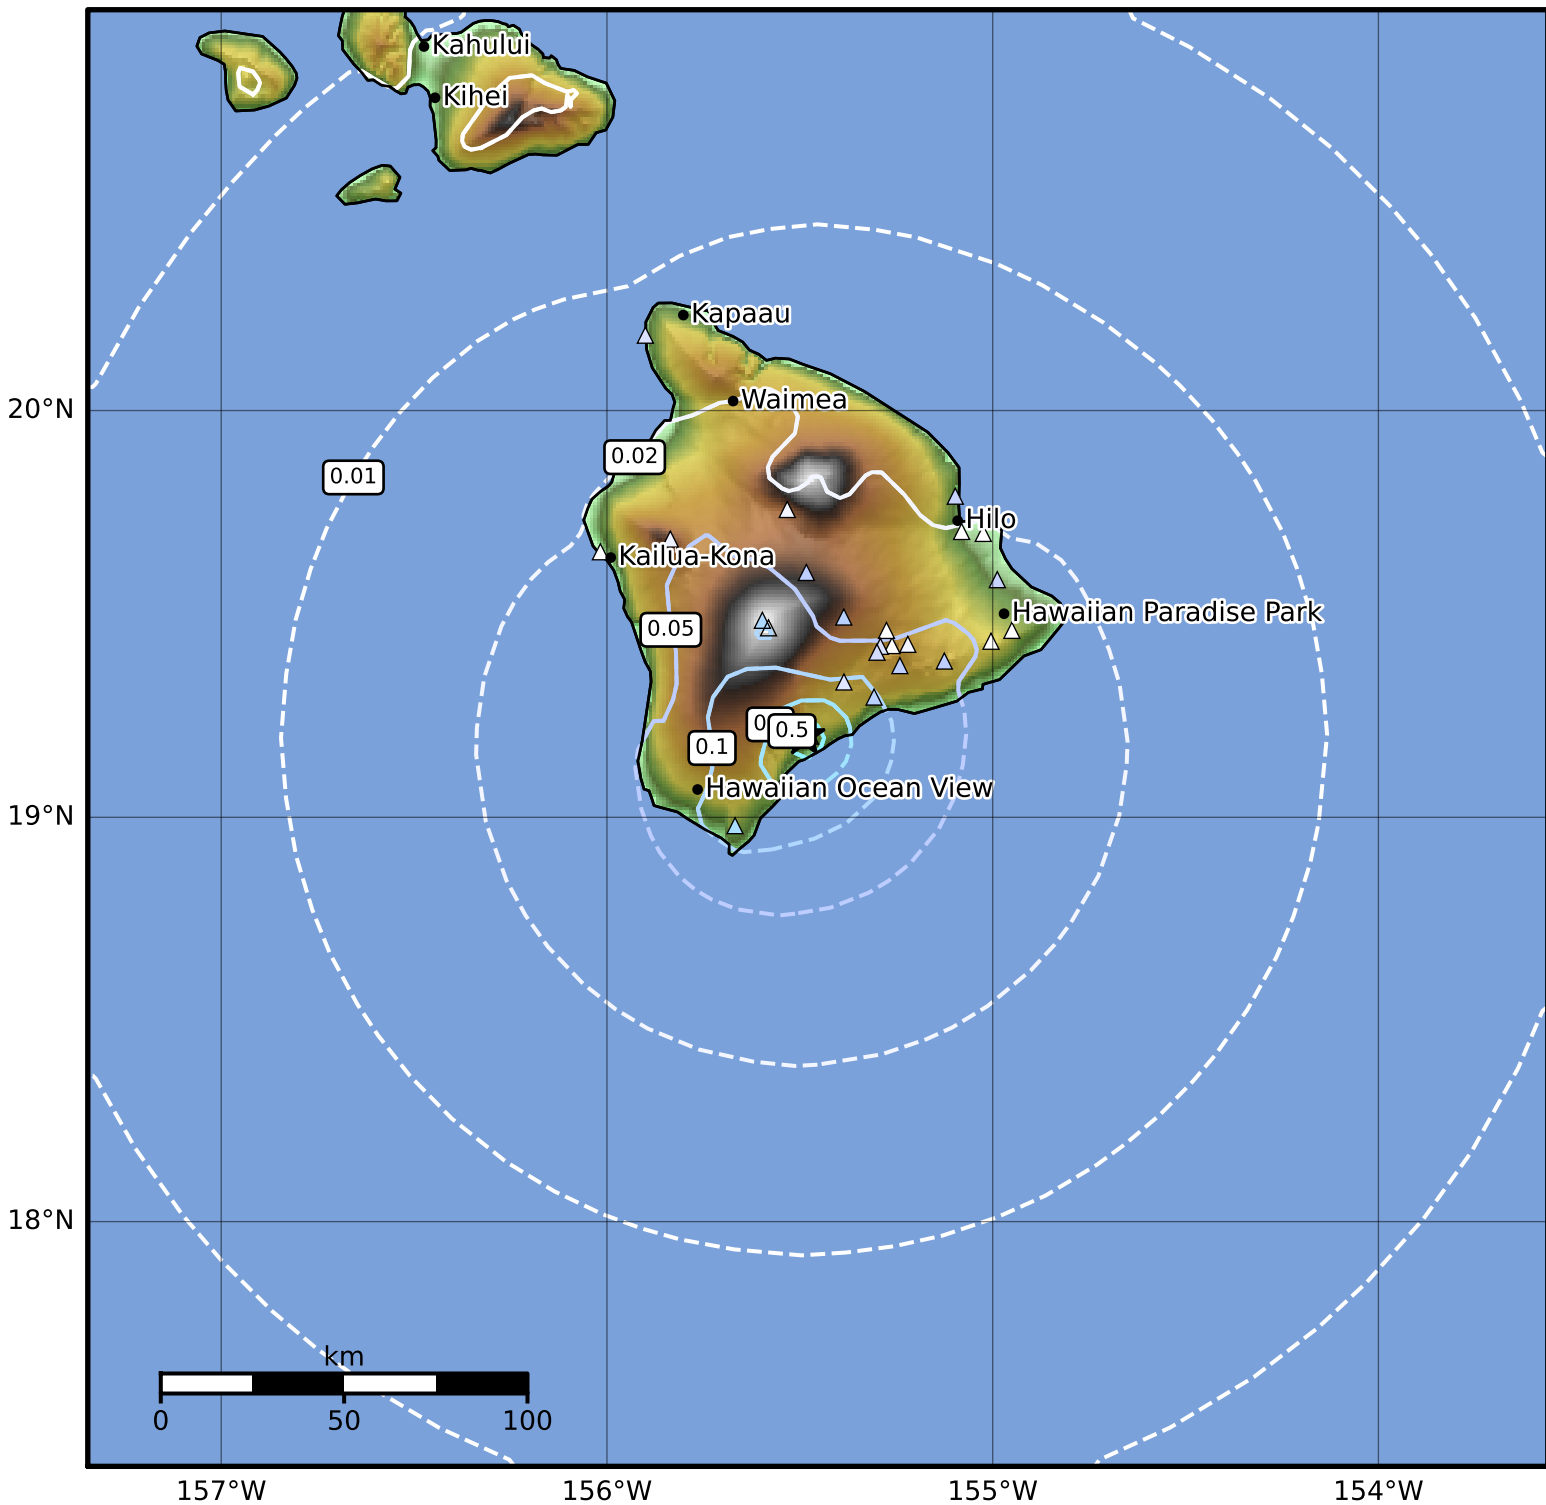 Kahului
Kihei
Kapaau
Waimea
20°N
0.02
0.01
Hilo
Kailua-Kona
Hawaiian Paradise Park
0.05
0.5
0.1
Hawaiian Ocean View
19°N
18°N
km
0 50 100
157°W 156°W 155°W 154°W